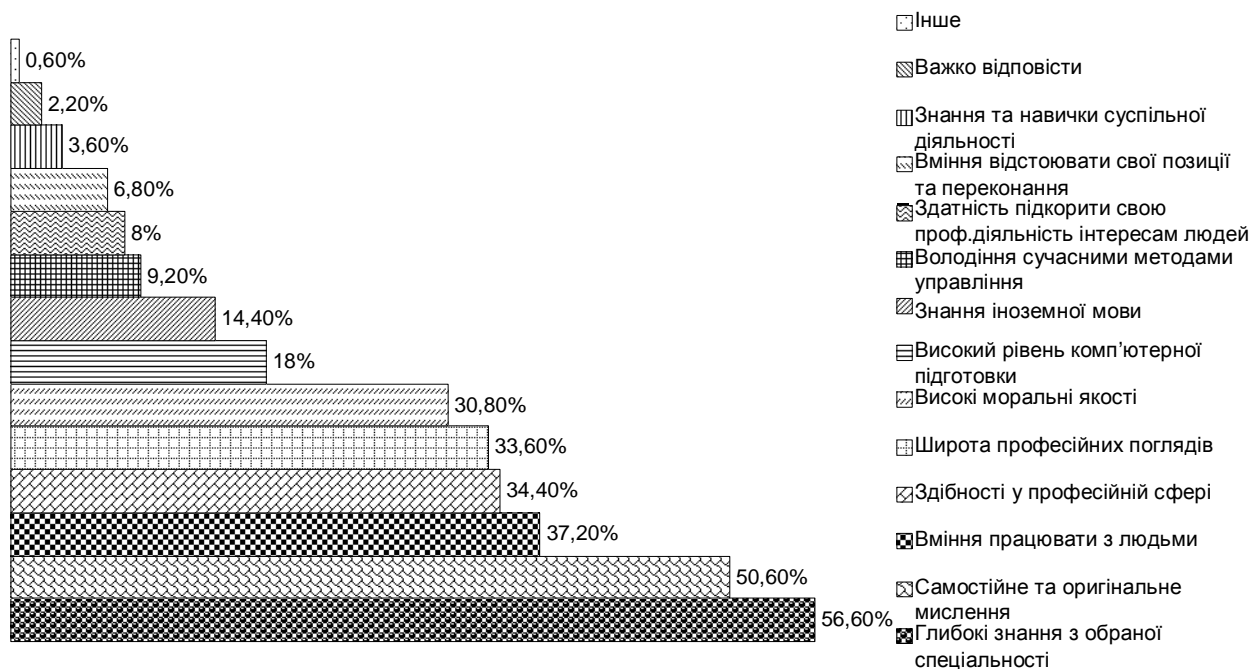 0,60%
2,20%
3,60%
6,80%
8%
9,20%
14,40%
18%
30,80%
33,60%
34,40%
37,20%
50,60%
56,60%
Інше
Важко відповісти
Знання та навички суспільної
діяльності
Вміння відстоювати свої позиції
та переконання
Здатність підкорити свою
проф.діяльність інтересам людей
Володіння сучасними методами
управління
Знання іноземної мови
Високий рівень комп’ютерної
підготовки
Високі моральні якості
Широта професійних поглядів
Здібності у професійній сфері
Вміння працювати з людьми
Самостійне та оригінальне
мислення
Глибокі знання з обраної
спеціальності